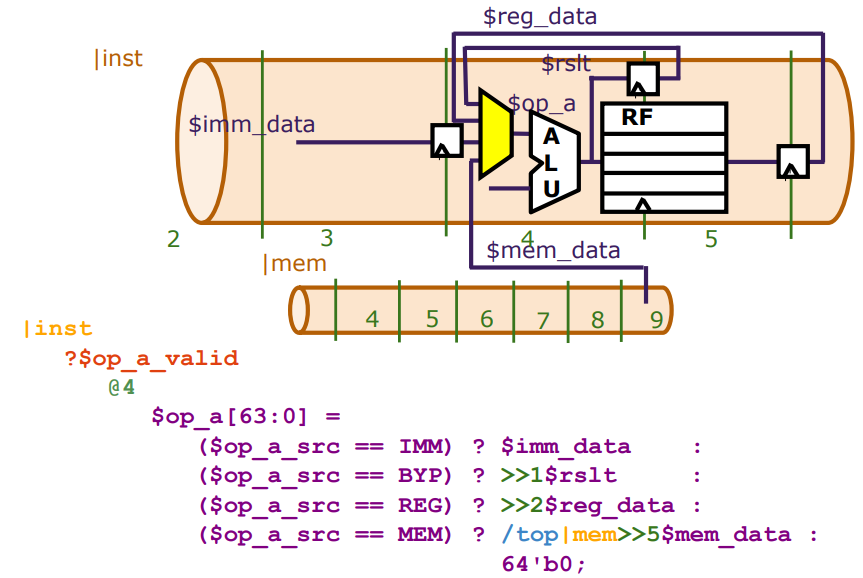 $reg_data
|inst
$rslt
$op_a
RF
$imm_data
A
L
U
2
3
4
5
$mem_data
|mem
4
5
6
7
8
9
|inst
?$op_a_valid
@4
$op_a[63:0] =
($op_a_src == IMM) ? $imm_data :
($op_a_src == BYP) ? >>1$rslt :
($op_a_src == REG) ? >>2$reg_data :
($op_a_src == MEM) ? /top|mem>>5$mem_data :
64'b0;